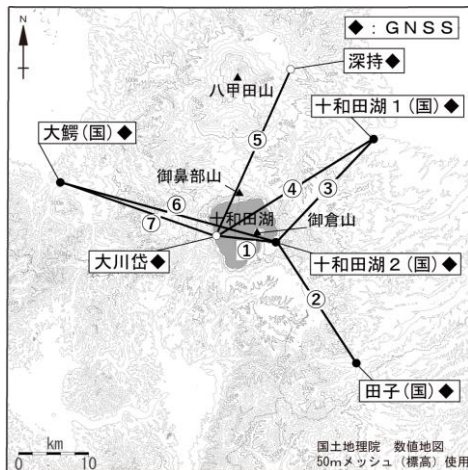 N
◆:GNSS
深持◆
八甲田山
十和田湖1(国)◆
大鰐(国)◆
⑤
御鼻部山
④
③
⑥
十和田湖
御倉山
⑦
①
大川岱◆
十和田湖2(国)◆
②
田子(国)◆
km
0 10
国土地理院 数値地図
50mメッシュ(標高)使用